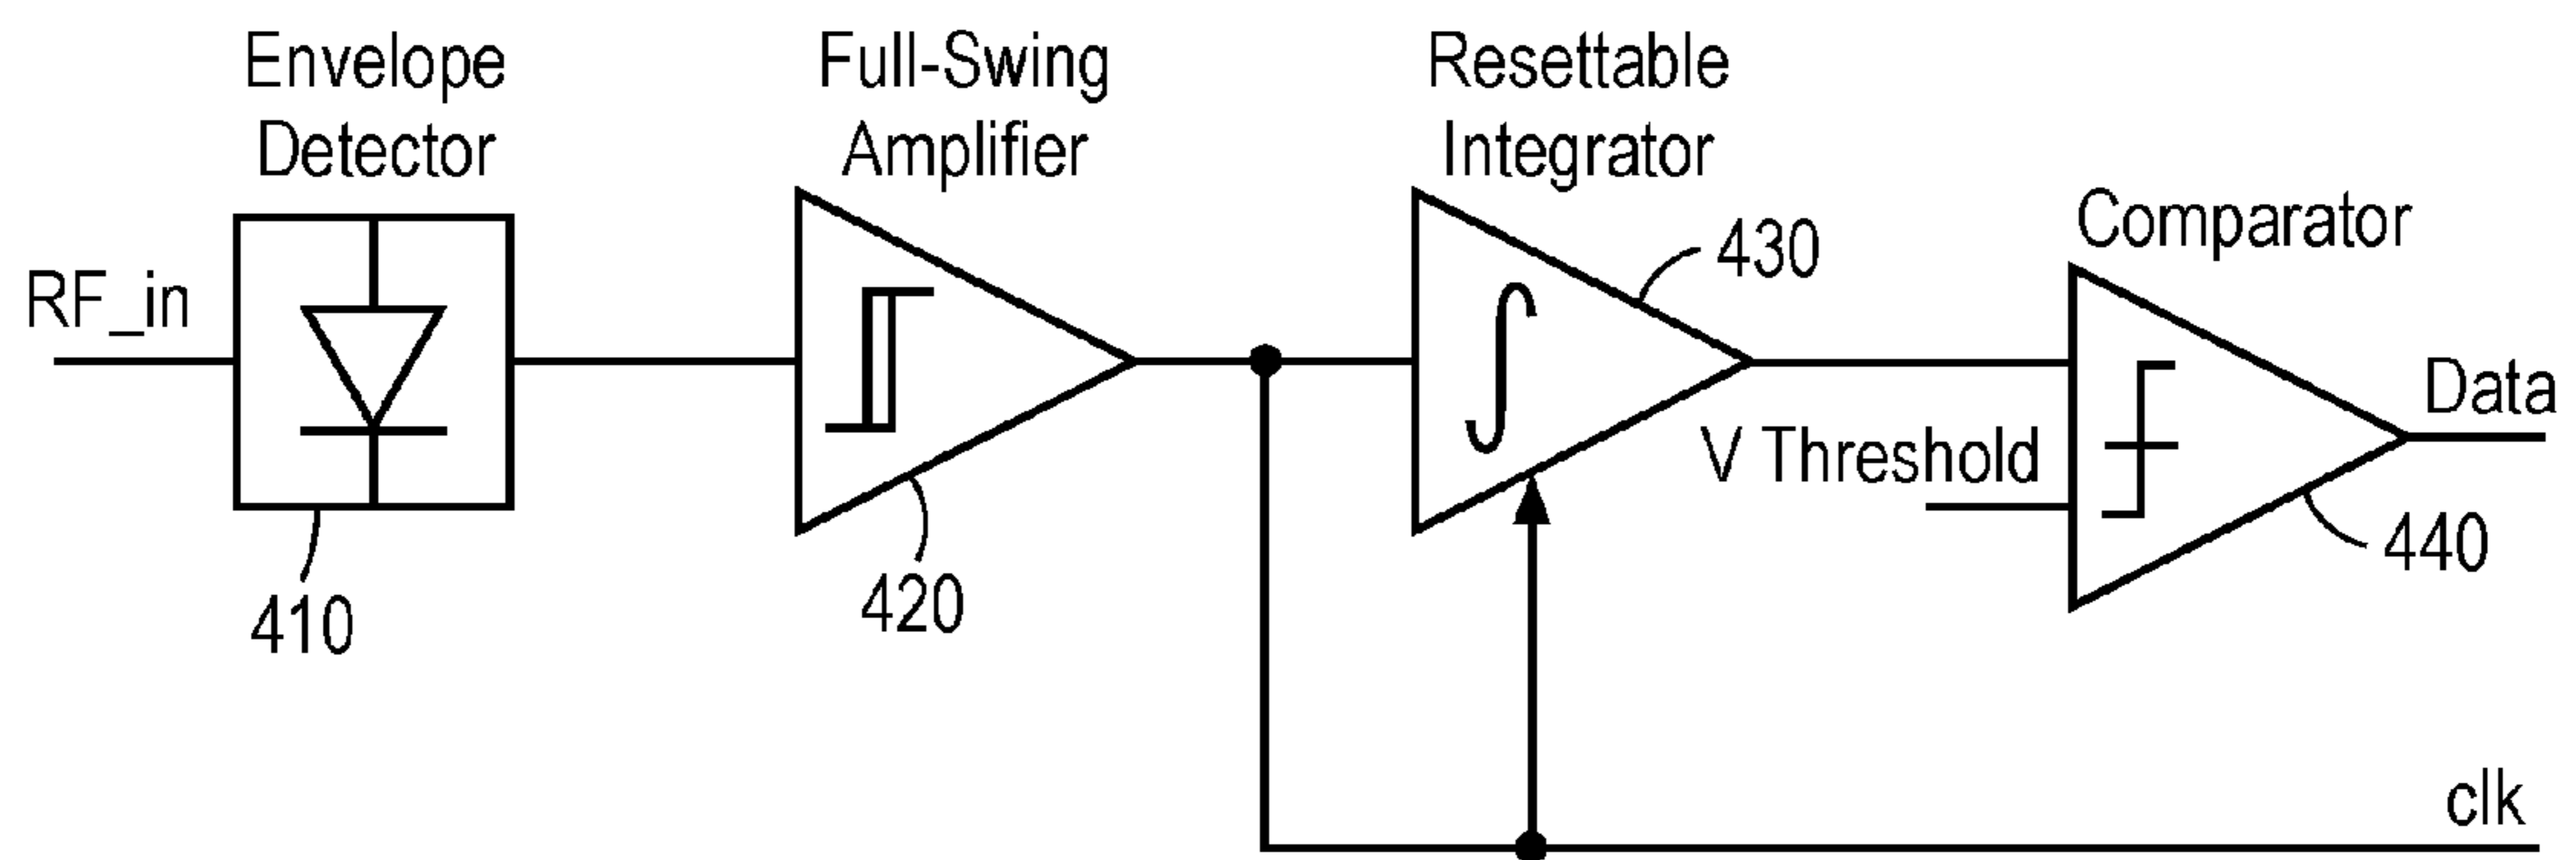 Envelope
Detector
Full-Swing
Amplifier
Resettable
Integrator
Comparator
RF_in
430
V Threshold
Data
410
420
440
clk